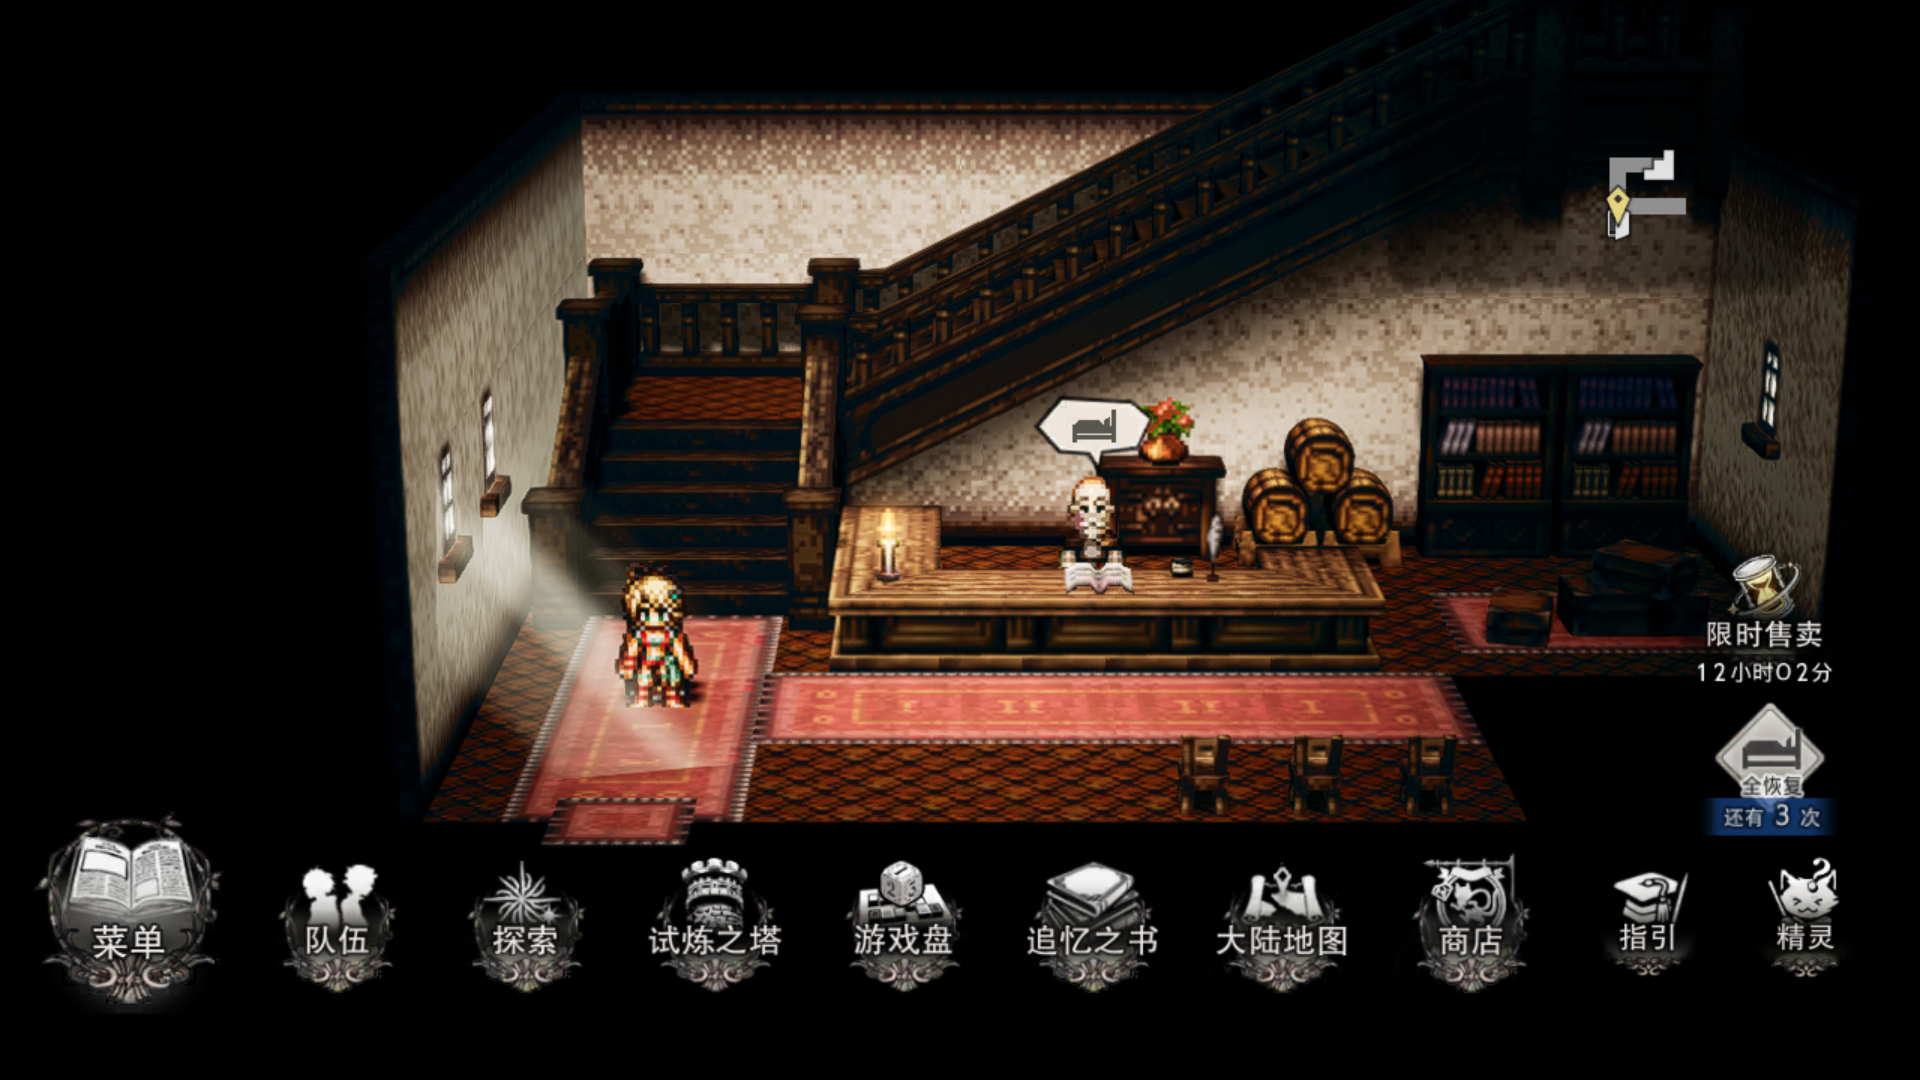 限时售卖
12小时02分
全恢复
还有 3 次
菜单
队伍
探索
试炼之塔
游戏盘
追忆之书
大陆地图
商店
指引
精灵